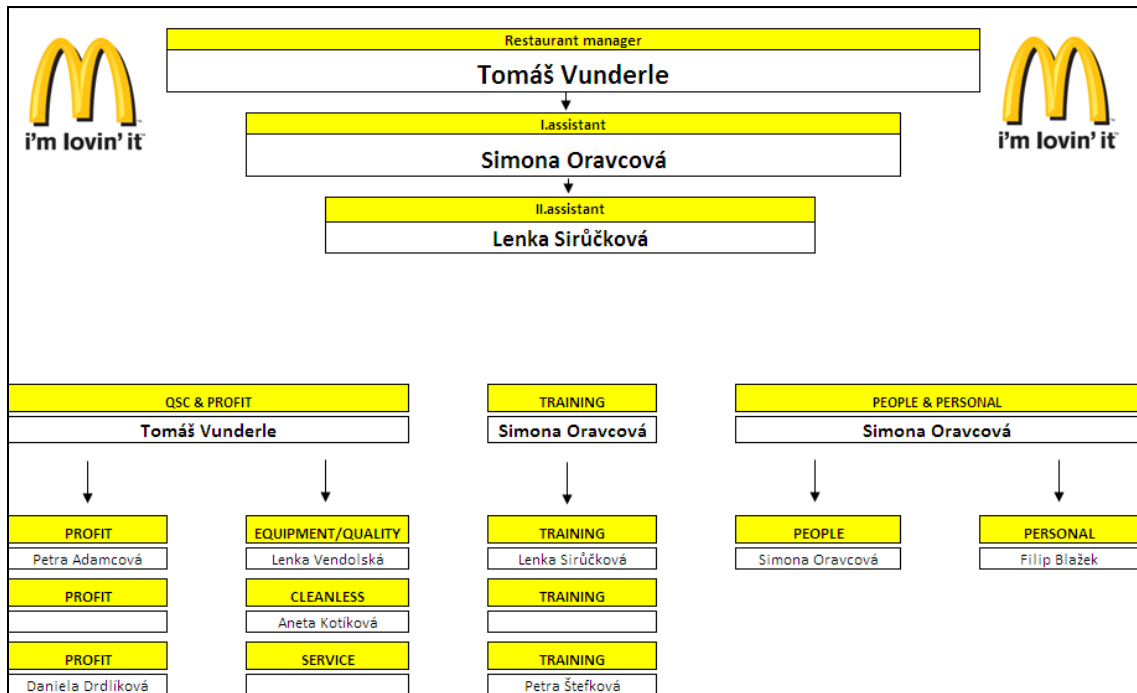 Restaurant manager
Tomáš Vunderle
i'm lovin' it™
i'm lovin' it™
I.assistant
Simona Oravcová
II.assistant
Lenka Sirůčková
QSC & PROFIT
TRAINING
PEOPLE & PERSONAL
Tomáš Vunderle
Simona Oravcová
Simona Oravcová
PROFIT
EQUIPMENT/QUALITY
TRAINING
PEOPLE
PERSONAL
Petra Adamcová
Lenka Vendolská
Lenka Sirůčková
Simona Oravcová
Filip Blažek
PROFIT
CLEANLESS
TRAINING
Aneta Kotíková
PROFIT
SERVICE
TRAINING
Daniela Drdlíková
Petra Štefková